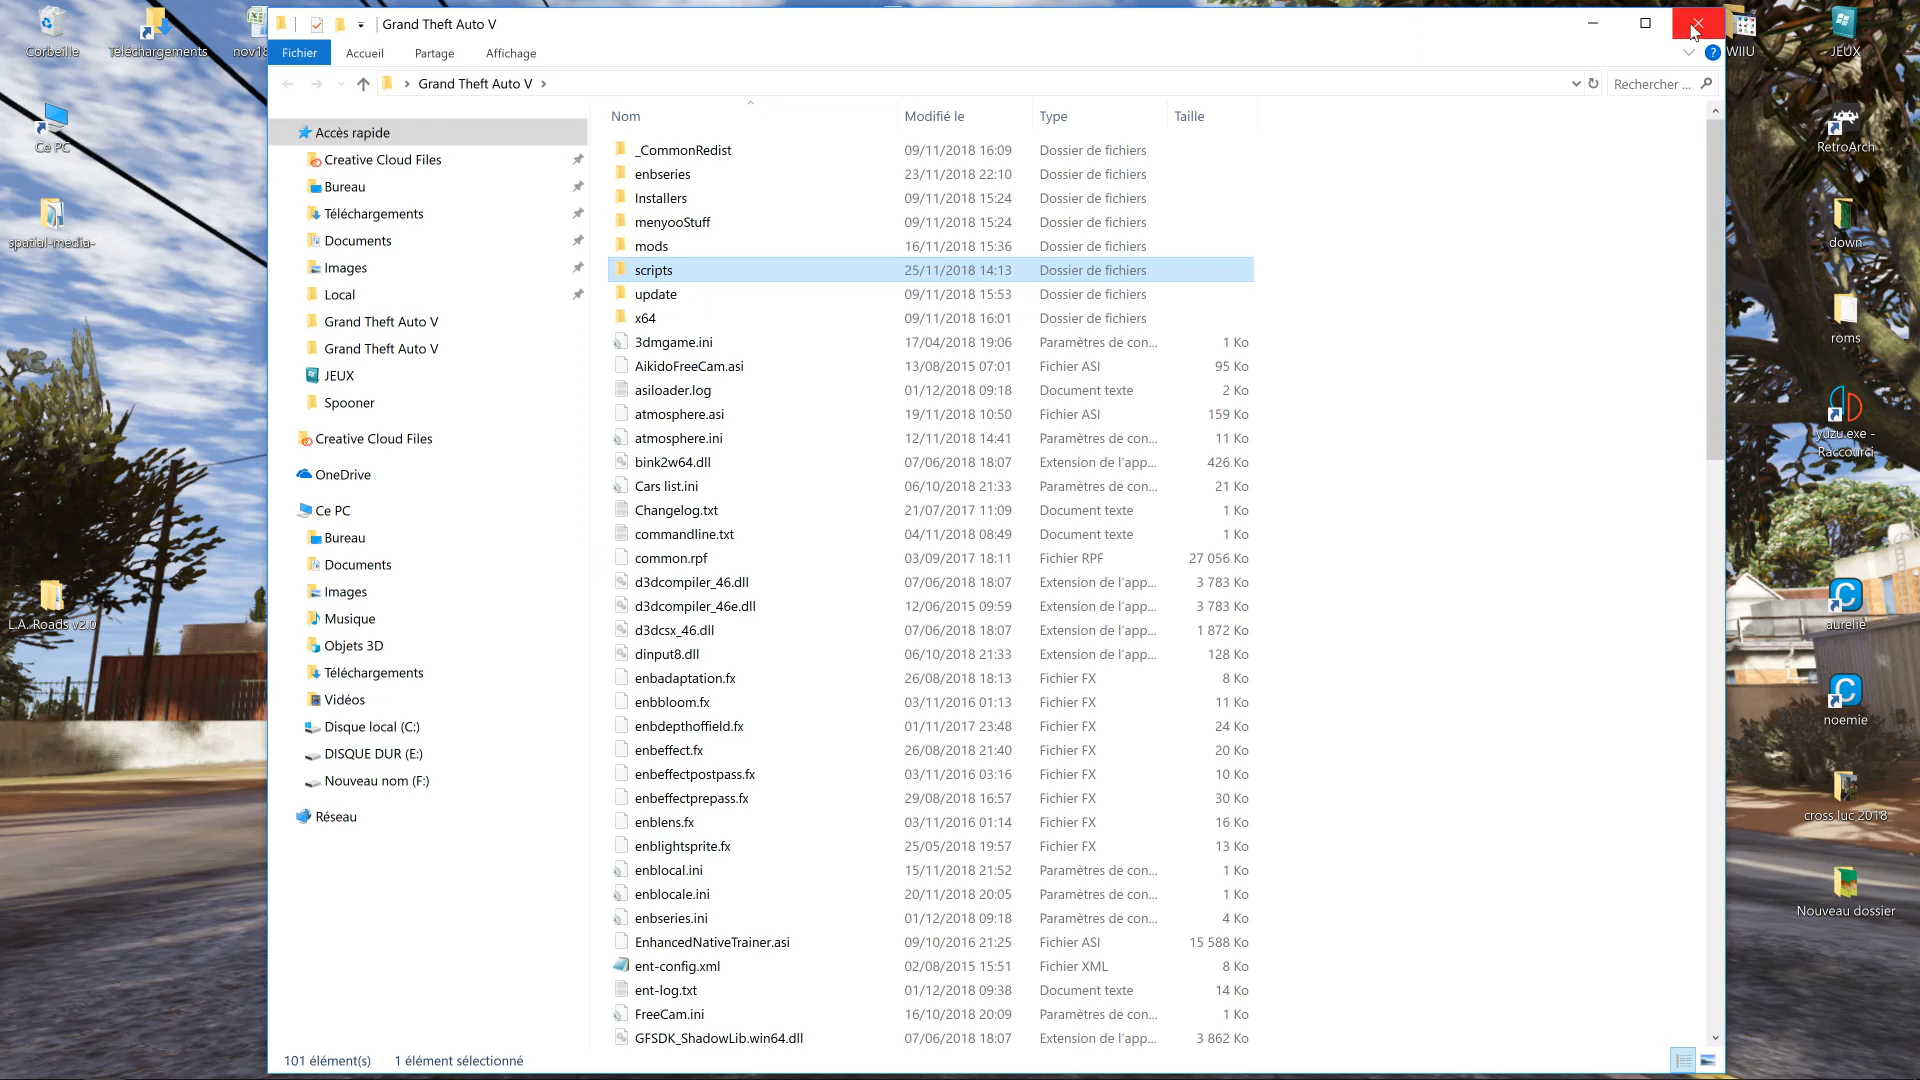 Grand Theft Auto V
Fichier Accueil Partage Affichage
Grand Theft Auto V
Rechercher ...
Nom Modifié le Type Taille
Accès rapide
Creative Cloud Files
Bureau
Téléchargements
Documents
Images
Local
Grand Theft Auto V
Grand Theft Auto V
JEUX
Spooner
Creative Cloud Files
OneDrive
Ce PC
Bureau
Documents
Images
Musique
Objets 3D
Téléchargements
Vidéos
Disque local (C:)
DISQUE DUR (E:)
Nouveau nom (F:)
Réseau
_CommonRedist 09/11/2018 16:09 Dossier de fichiers
enbseries 23/11/2018 22:10 Dossier de fichiers
Installers 09/11/2018 15:24 Dossier de fichiers
menyooStuff 09/11/2018 15:24 Dossier de fichiers
mods 16/11/2018 15:36 Dossier de fichiers
scripts 25/11/2018 14:13 Dossier de fichiers
update 09/11/2018 15:53 Dossier de fichiers
x64 09/11/2018 16:01 Dossier de fichiers
3dmgame.ini 17/04/2018 19:06 Paramètres de con... 1 Ko
AikidoFreeCam.asi 13/08/2015 07:01 Fichier ASI 95 Ko
asiloader.log 01/12/2018 09:18 Document texte 2 Ko
atmosphere.asi 19/11/2018 10:50 Fichier ASI 159 Ko
atmosphere.ini 12/11/2018 14:41 Paramètres de con... 11 Ko
bink2w64.dll 07/06/2018 18:07 Extension de l'app... 426 Ko
Cars list.ini 06/10/2018 21:33 Paramètres de con... 21 Ko
Changelog.txt 21/07/2017 11:09 Document texte 1 Ko
commandline.txt 04/11/2018 08:49 Document texte 1 Ko
common.rpf 03/09/2017 18:11 Fichier RPF 27 056 Ko
d3dcompiler_46.dll 07/06/2018 18:07 Extension de l'app... 3 783 Ko
d3dcompiler_46e.dll 12/06/2015 09:59 Extension de l'app... 3 783 Ko
d3dcsx_46.dll 07/06/2018 18:07 Extension de l'app... 1 872 Ko
dinput8.dll 06/10/2018 21:33 Extension de l'app... 128 Ko
enbadaptation.fx 26/08/2018 18:13 Fichier FX 8 Ko
enbbloom.fx 03/11/2016 01:13 Fichier FX 11 Ko
enbdepthoffield.fx 01/11/2017 23:48 Fichier FX 24 Ko
enbeffect.fx 26/08/2018 21:40 Fichier FX 20 Ko
enbeffectpostpass.fx 03/11/2016 03:16 Fichier FX 10 Ko
enbeffectprepass.fx 29/08/2018 16:57 Fichier FX 30 Ko
enblens.fx 03/11/2016 01:14 Fichier FX 16 Ko
enblightsprite.fx 25/05/2018 19:57 Fichier FX 13 Ko
enblocal.ini 15/11/2018 21:52 Paramètres de con... 1 Ko
enblocale.ini 20/11/2018 20:05 Paramètres de con... 1 Ko
enbseries.ini 01/12/2018 09:18 Paramètres de con... 4 Ko
EnhancedNativeTrainer.asi 09/10/2016 21:25 Fichier ASI 15 588 Ko
ent-config.xml 02/08/2015 15:51 Fichier XML 8 Ko
ent-log.txt 01/12/2018 09:38 Document texte 14 Ko
FreeCam.ini 16/10/2018 20:09 Paramètres de con... 1 Ko
GFSDK_ShadowLib.win64.dll 07/06/2018 18:07 Extension de l'app... 3 862 Ko
101 élément(s) 1 élément sélectionné
Corbeille
Téléchargements
nov18
Ce PC
spatial-media-
L.A. Roads v2.0
WIIU
JEUX
RetroArch
down
roms
yuzu.exe -
Raccourci
aurelie
noemie
cross luc 2018
Nouveau dossier